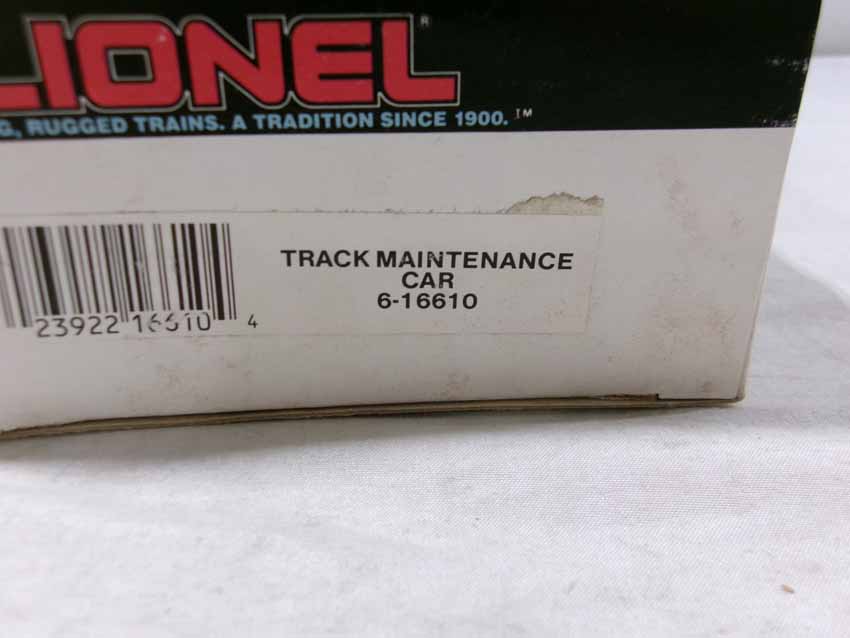 LIONEL®
G, RUGGED TRAINS. A TRADITION SINCE 1900.™
TRACK MAINTENANCE
CAR
6-16610
23922 16610 4